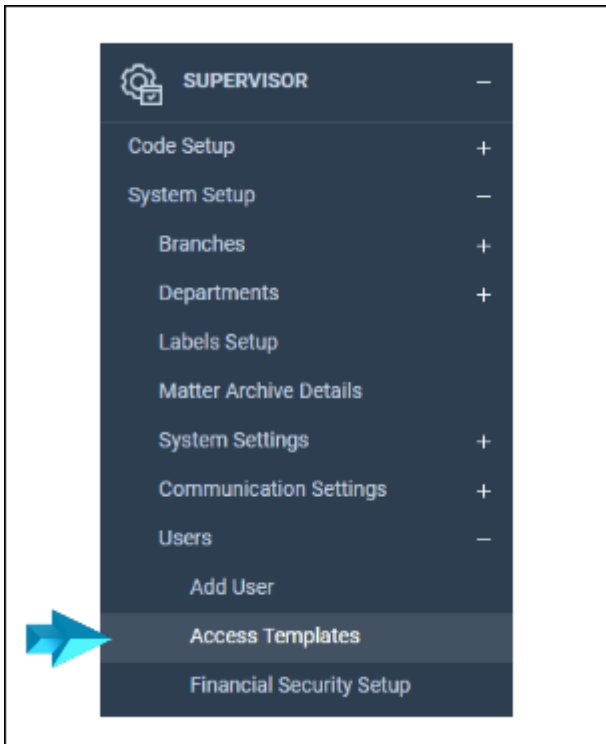 SUPERVISOR
Code Setup
System Setup
Branches
Departments
Labels Setup
Matter Archive Details
System Settings
Communication Settings
Users
Add User
Access Templates
Financial Security Setup